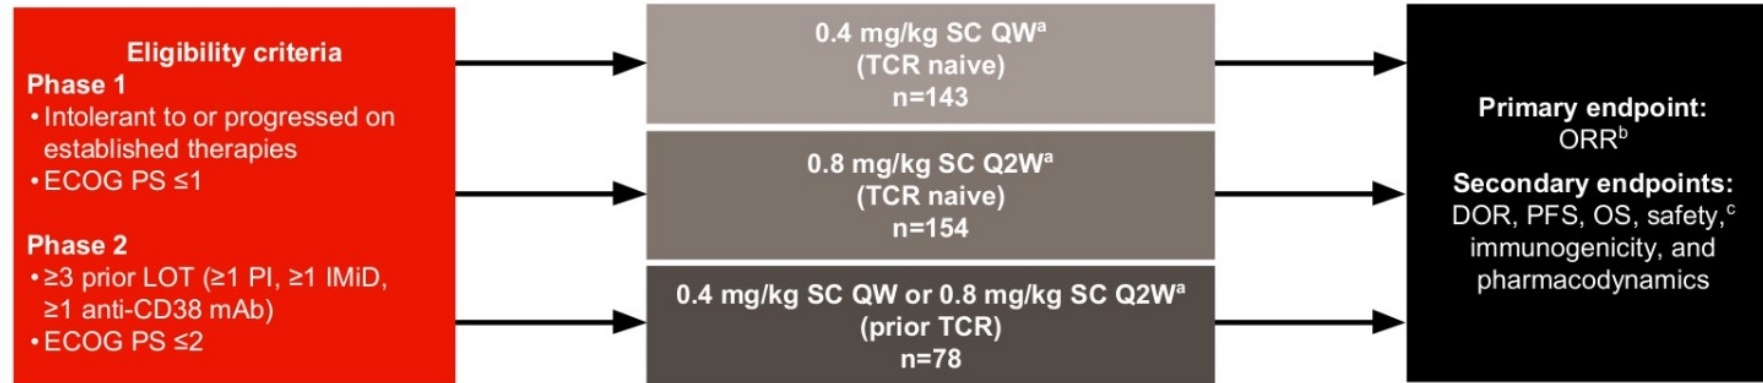 Eligibility criteria
Phase 1
• Intolerant to or progressed on
established therapies
• ECOG PS ≤1
Phase 2
• ≥3 prior LOT (≥1 PI, ≥1 IMiD,
≥1 anti-CD38 mAb)
• ECOG PS ≤2
0.4 mg/kg SC QWᵃ
(TCR naive)
n=143
0.8 mg/kg SC Q2Wᵃ
(TCR naive)
n=154
0.4 mg/kg SC QW or 0.8 mg/kg SC Q2Wᵃ
(prior TCR)
n=78
Primary endpoint:
ORRᵇ
Secondary endpoints:
DOR, PFS, OS, safety,ᶜ
immunogenicity, and
pharmacodynamics